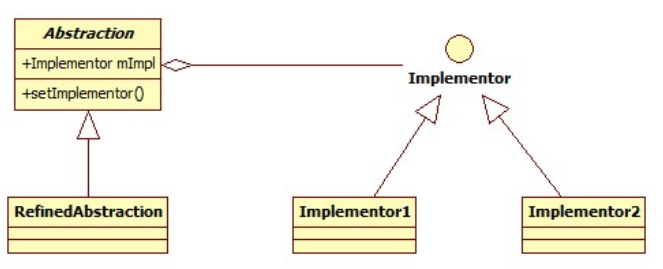 Abstraction
+Implementor mImpl
+setImplementor()
Implementor
RefinedAbstraction
Implementor1
Implementor2